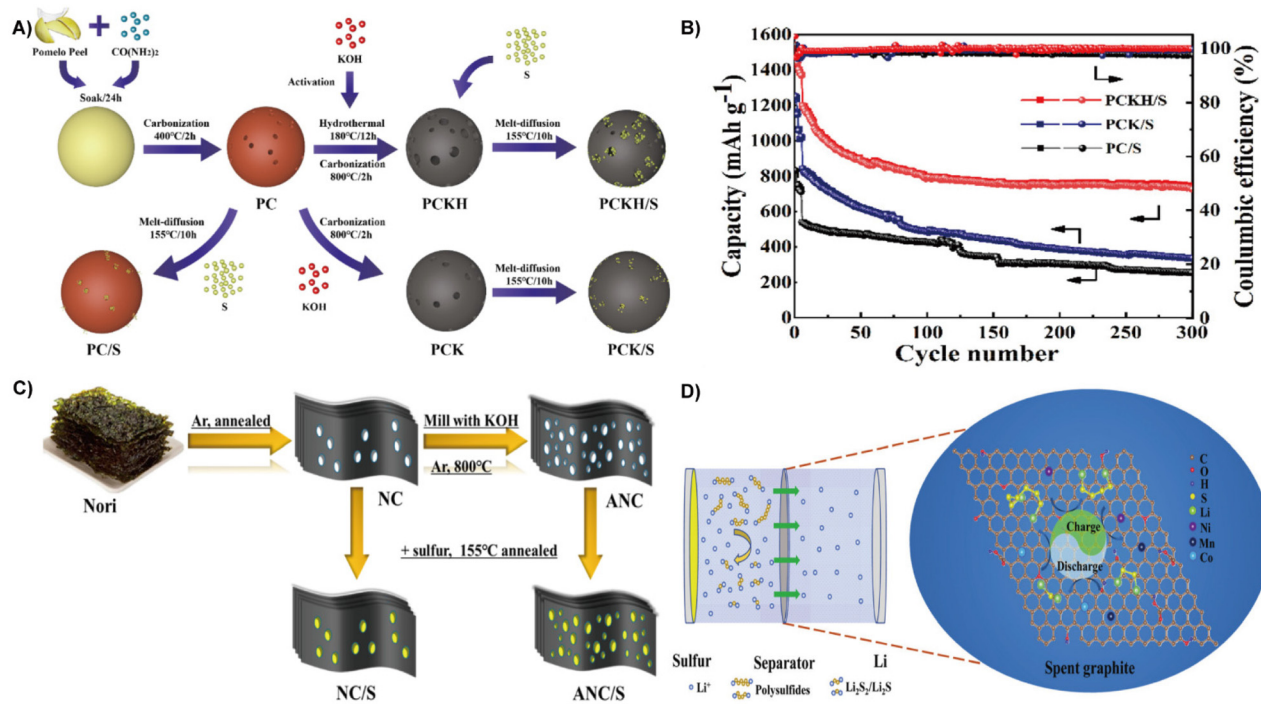 A)
Pomelo Peel
CO(NH2)2
Soak/24h
Carbonization
400℃/2h
PC
KOH
Activation
Hydrothermal
180℃/12h
Carbonization
800℃/2h
PCKH
S
Melt-diffusion
155℃/10h
PCKH/S
Melt-diffusion
155℃/10h
S
PC/S
Carbonization
800℃/2h
KOH
PCK
Melt-diffusion
155℃/10h
PCK/S
B)
Capacity (mAh g⁻¹)
1600
1400
1200
1000
800
600
400
200
0
PCKH/S
PCK/S
PC/S
100
80
60
40
20
0
Coulumbic efficiency (%)
0
50
100
150
200
250
300
Cycle number
C)
Nori
Ar, annealed
NC
Mill with KOH
Ar, 800℃
ANC
+ sulfur, 155℃ annealed
NC/S
ANC/S
D)
Sulfur
Separator
Li
Li⁺
Polysulfides
Li₂S₂/Li₂S
Charge
Discharge
C
O
H
S
Li
Ni
Mn
Co
Spent graphite